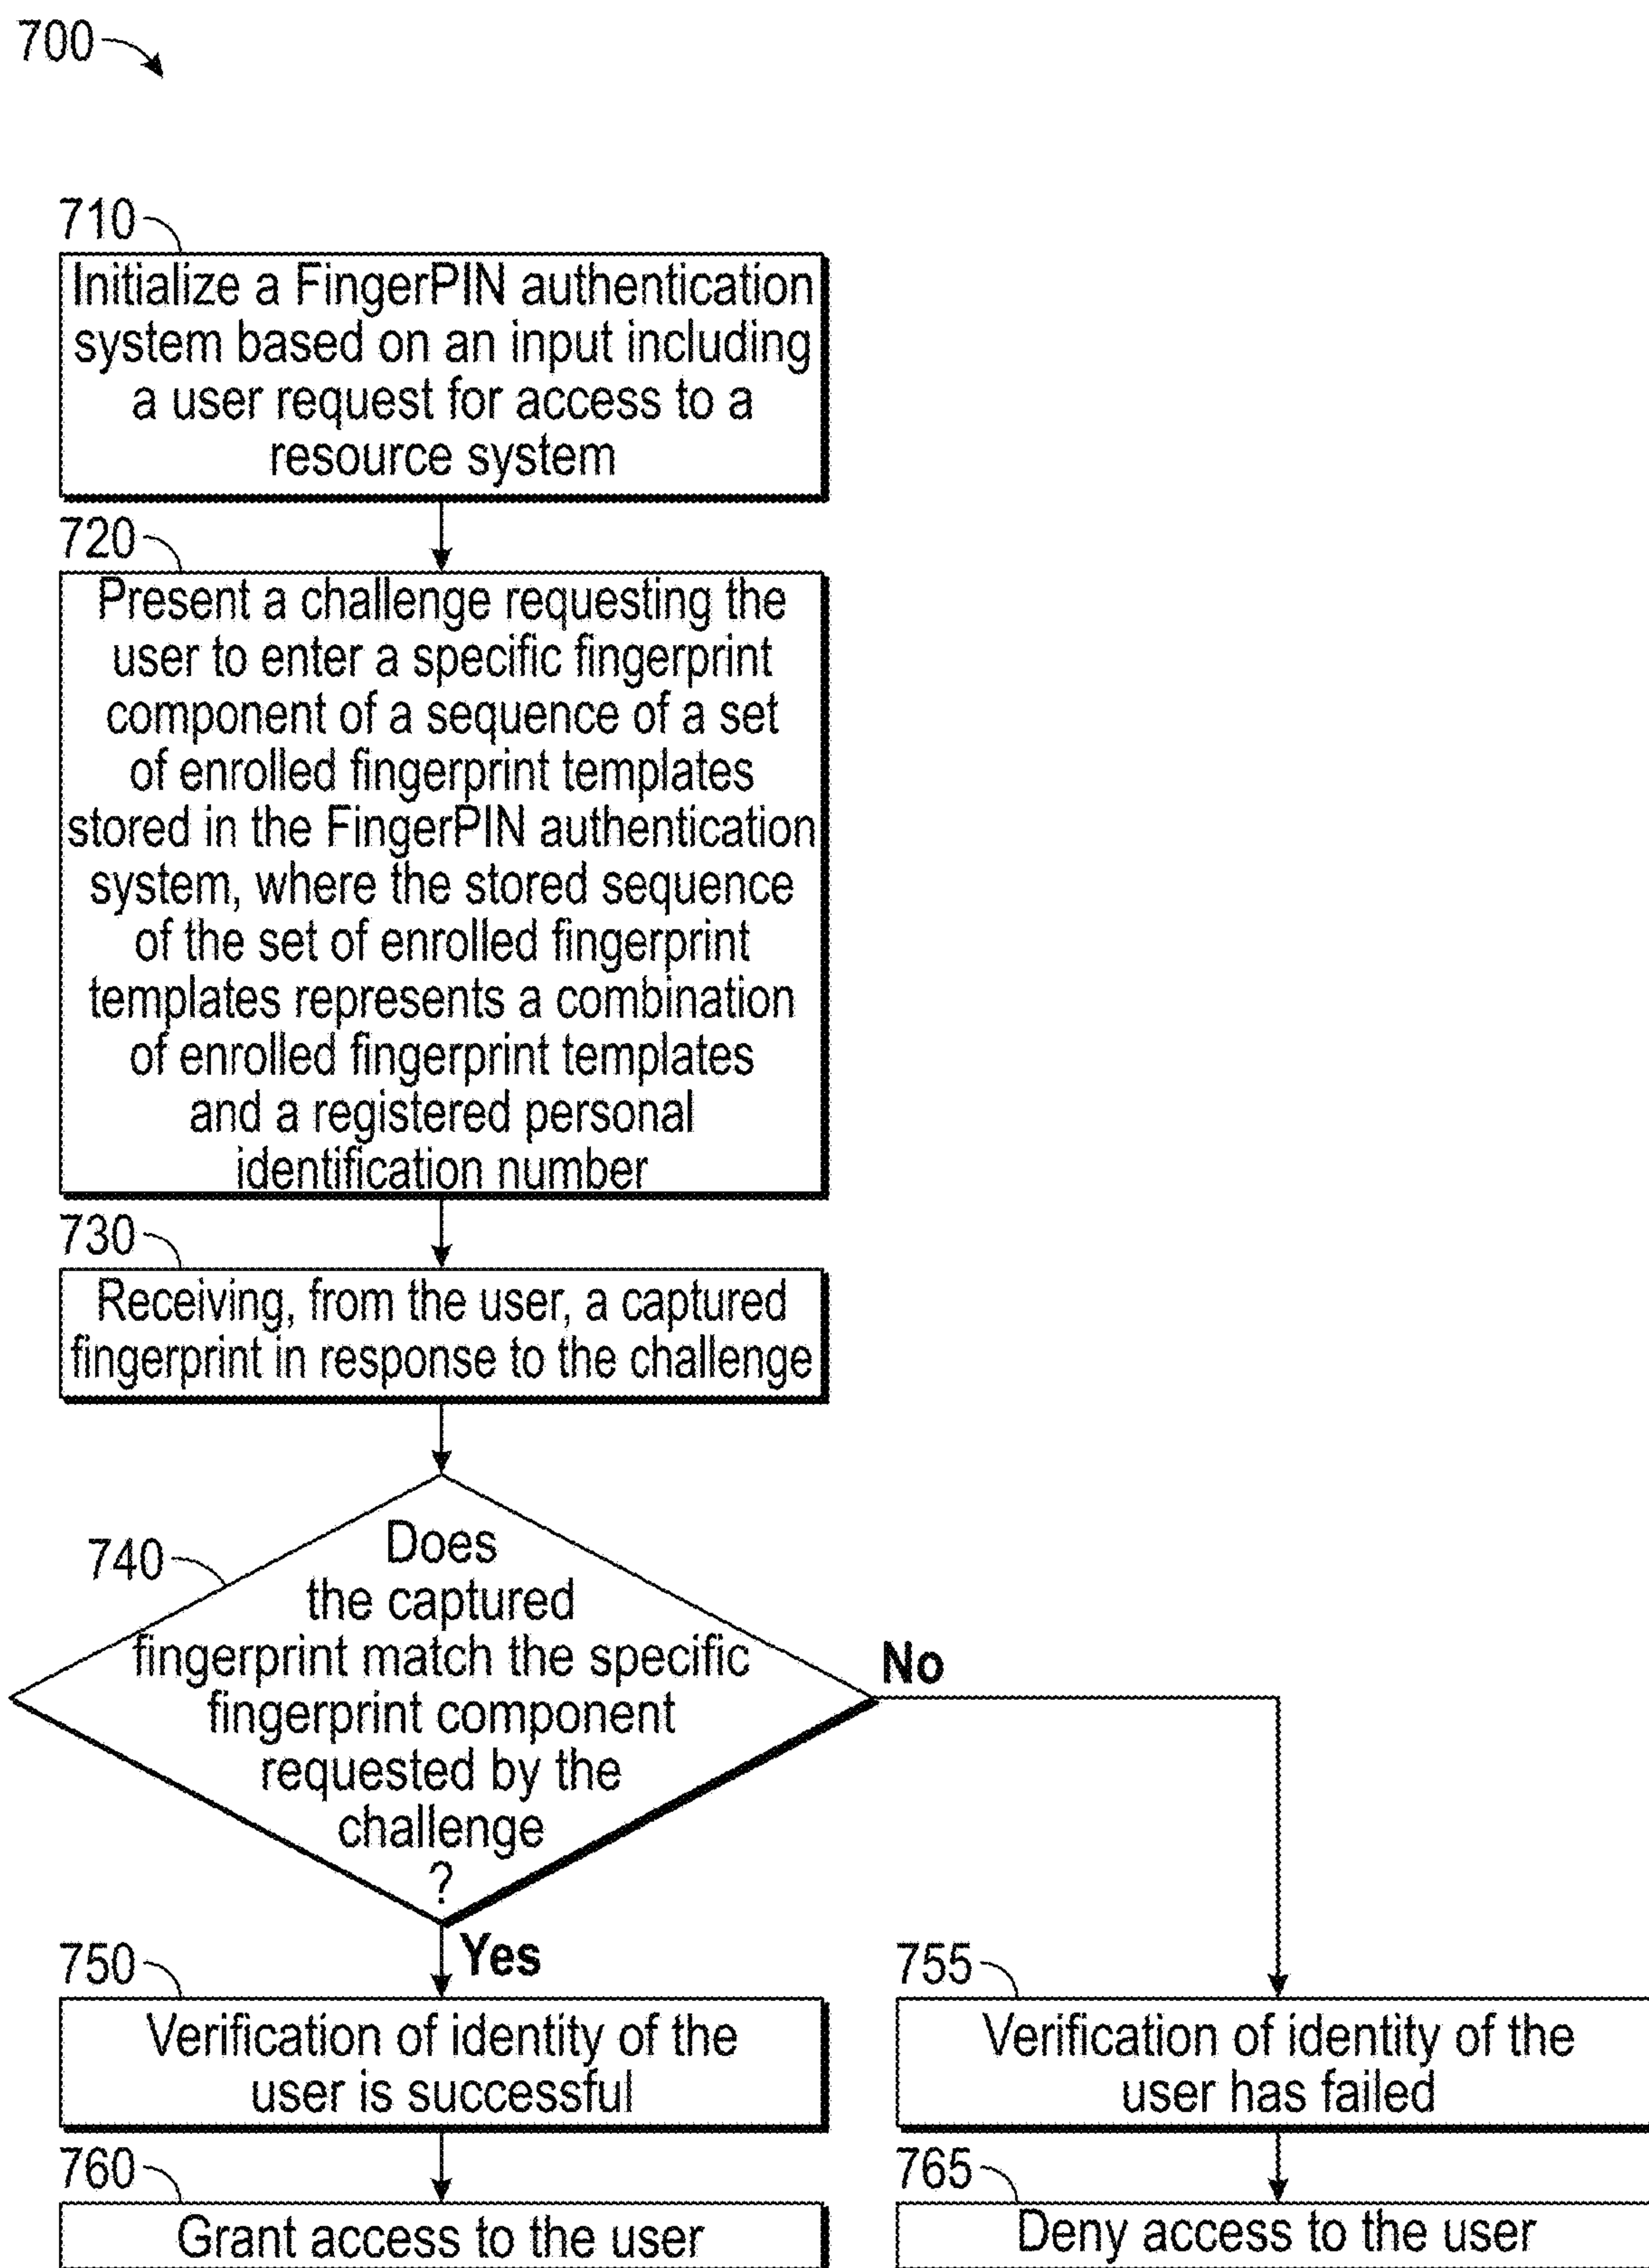 700
710
Initialize a FingerPIN authentication
system based on an input including
a user request for access to a
resource system
720
Present a challenge requesting the
user to enter a specific fingerprint
component of a sequence of a set
of enrolled fingerprint templates
stored in the FingerPIN authentication
system, where the stored sequence
of the set of enrolled fingerprint
templates represents a combination
of enrolled fingerprint templates
and a registered personal
identification number
730
Receiving, from the user, a captured
fingerprint in response to the challenge
740
Does
the captured
fingerprint match the specific
fingerprint component
requested by the
challenge
?
No
Yes
750
Verification of identity of the
user is successful
755
Verification of identity of the
user has failed
760
Grant access to the user
765
Deny access to the user